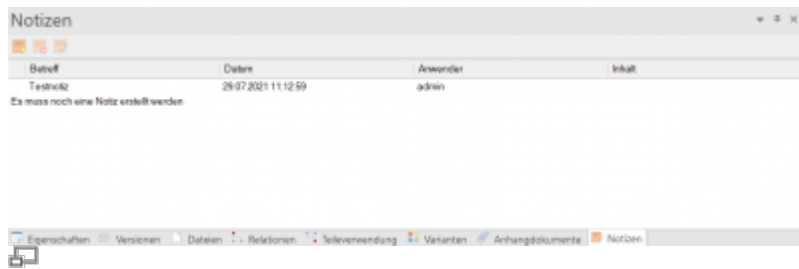 Notizen
Betreff Datum Anwender Inhalt
Testnotiz 29.07.2021 11:12:59 admin
Es muss noch eine Notiz erstellt werden
Eigenschaften Versionen Dateien Relationen Teileverwendung Varianten Anhangdokumente Notizen